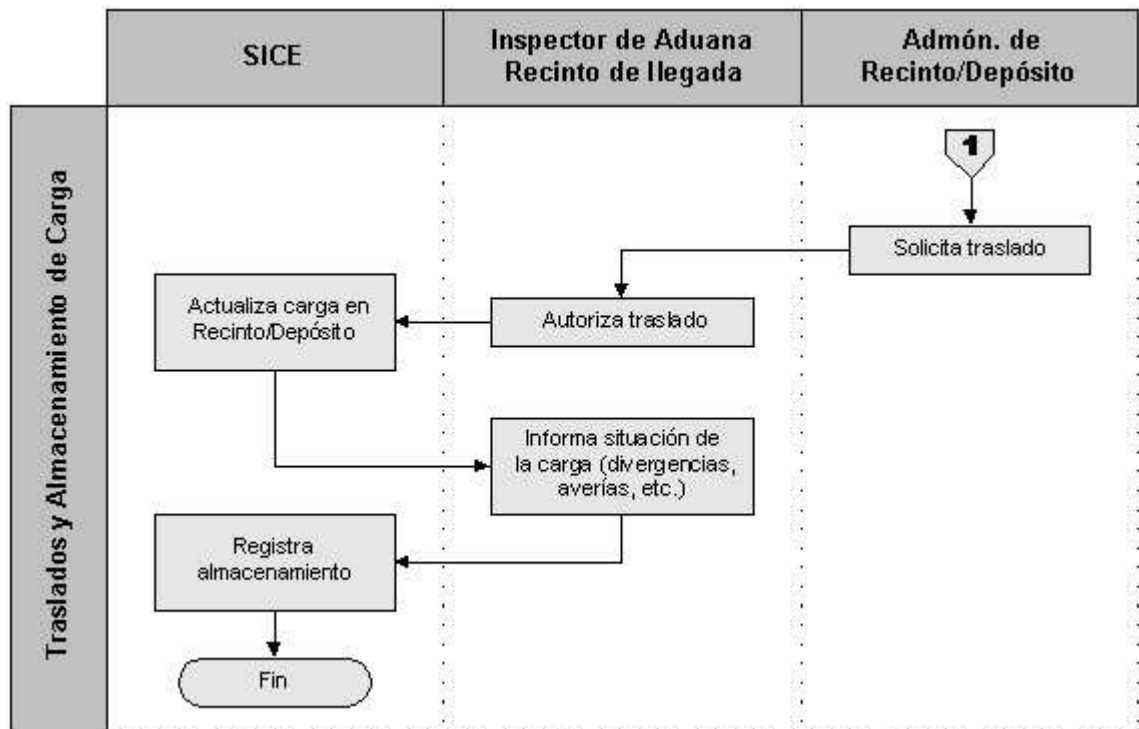 SICE
Inspector de Aduana
Recinto de llegada
Admón. de
Recinto/Depósito
Traslados y Almacenamiento de Carga
1
Solicita traslado
Autoriza traslado
Actualiza carga en
Recinto/Depósito
Informa situación de
la carga (divergencias,
averías, etc.)
Registra
almacenamiento
Fin